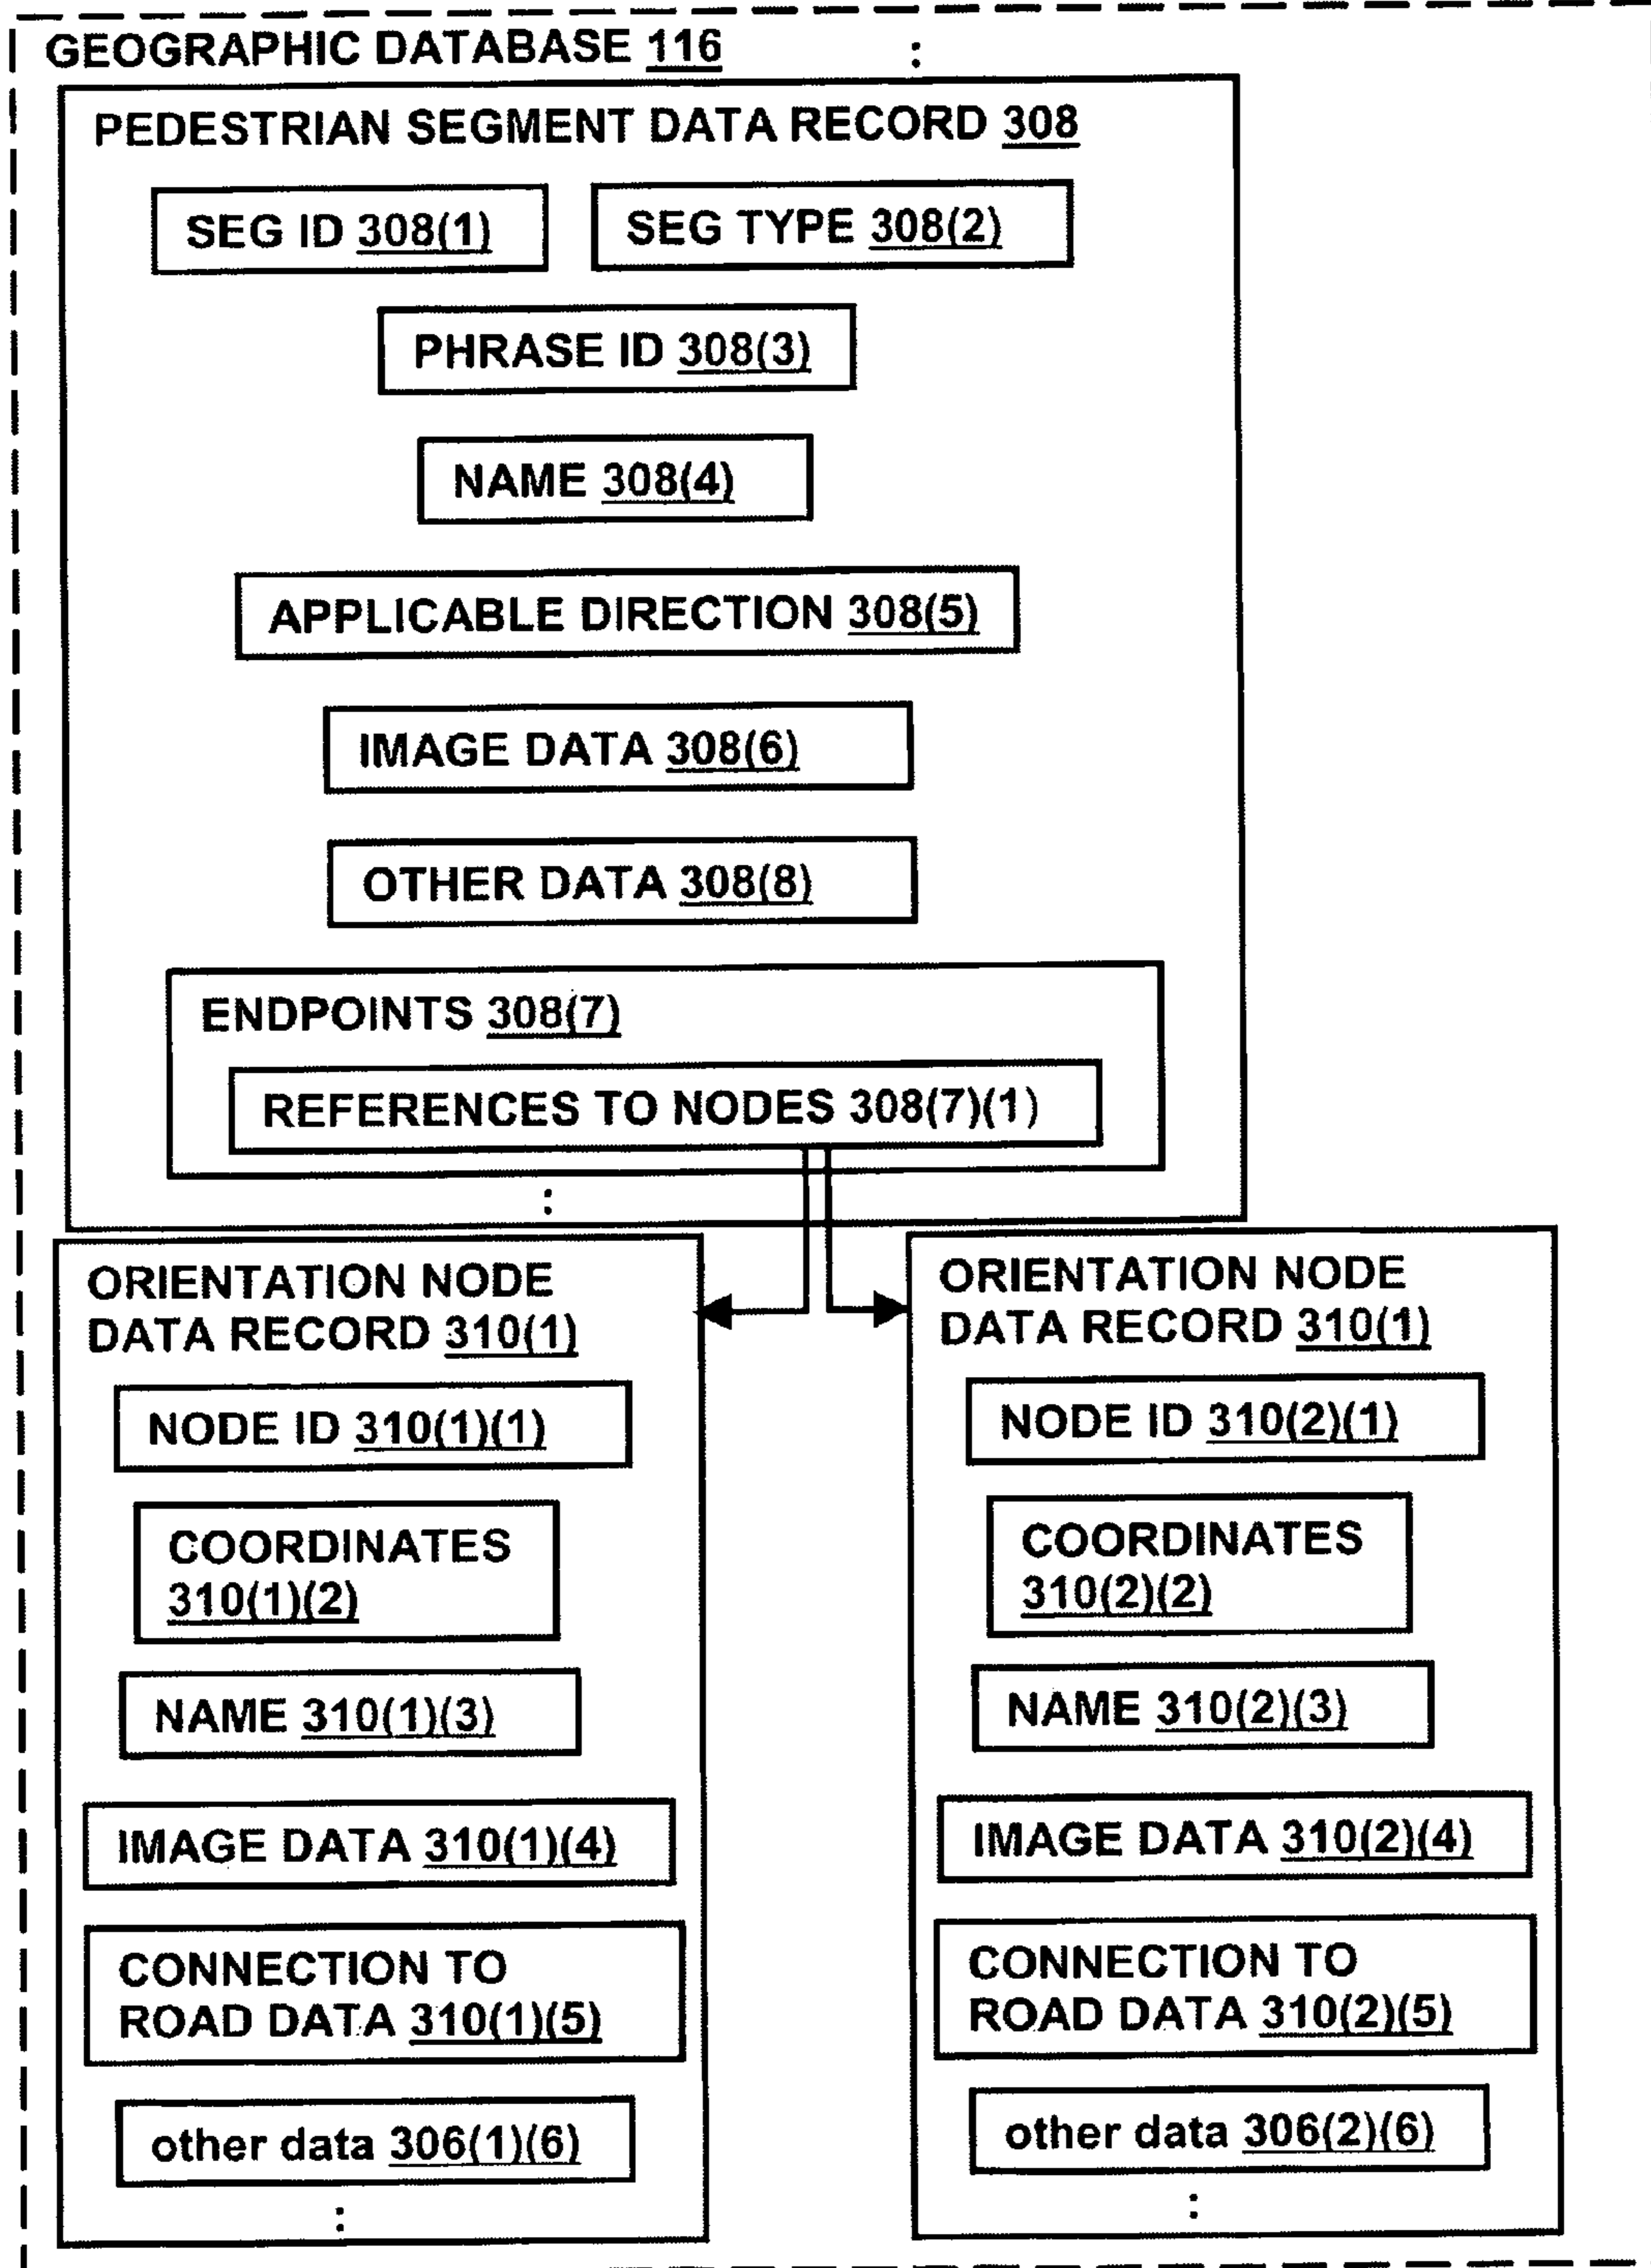 GEOGRAPHIC DATABASE 116
:
PEDESTRIAN SEGMENT DATA RECORD 308
SEG ID 308(1)
SEG TYPE 308(2)
PHRASE ID 308(3)
NAME 308(4)
APPLICABLE DIRECTION 308(5)
IMAGE DATA 308(6)
OTHER DATA 308(8)
ENDPOINTS 308(7)
REFERENCES TO NODES 308(7)(1)
:
ORIENTATION NODE
DATA RECORD 310(1)
NODE ID 310(1)(1)
COORDINATES
310(1)(2)
NAME 310(1)(3)
IMAGE DATA 310(1)(4)
CONNECTION TO
ROAD DATA 310(1)(5)
other data 306(1)(6)
:
ORIENTATION NODE
DATA RECORD 310(1)
NODE ID 310(2)(1)
COORDINATES
310(2)(2)
NAME 310(2)(3)
IMAGE DATA 310(2)(4)
CONNECTION TO
ROAD DATA 310(2)(5)
other data 306(2)(6)
: